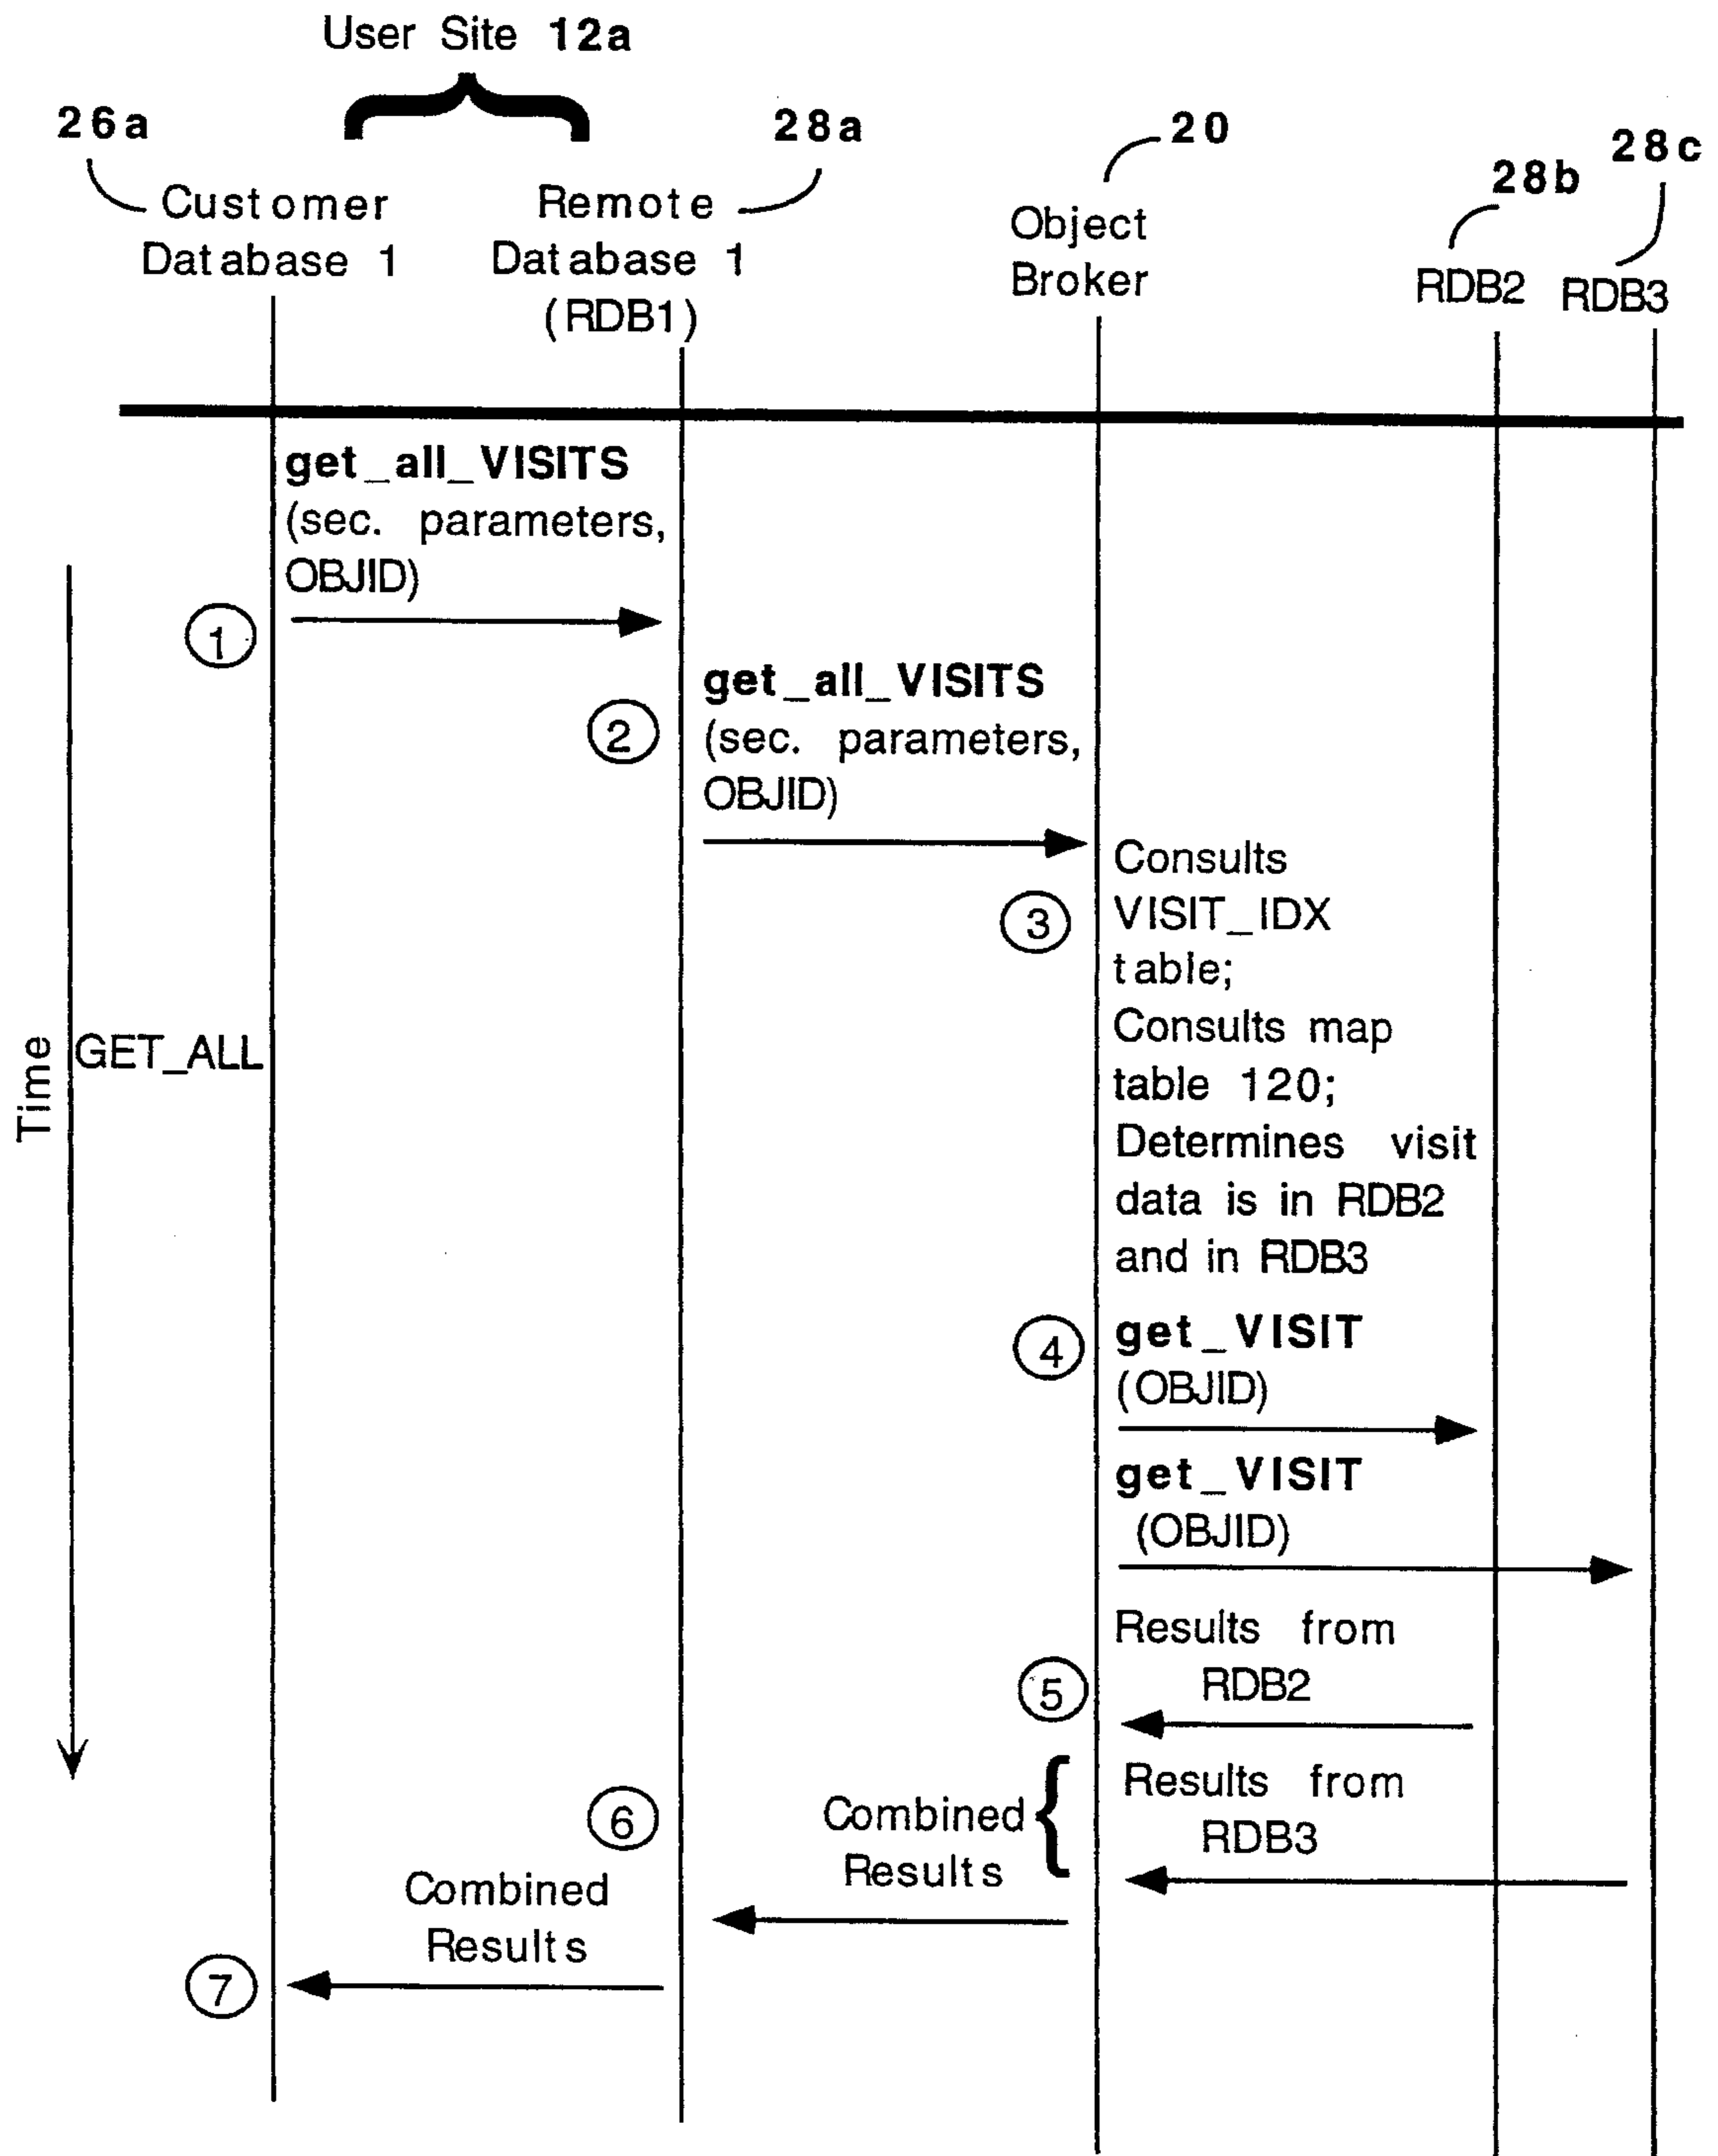 User Site 12a
26a
28a
20
28b
28c
Customer
Database 1
Remote
Database 1
(RDB1)
Object
Broker
RDB2
RDB3
get_all_VISITS
(sec. parameters,
OBJID)
1
get_all_VISITS
(sec. parameters,
OBJID)
2
Consults
VISIT_IDX
table;
Consults map
table 120;
Determines visit
data is in RDB2
and in RDB3
3
Time
GET_ALL
4
get_VISIT
(OBJID)
get_VISIT
(OBJID)
Results from
RDB2
5
Results from
RDB3
Combined
Results
6
Combined
Results
7